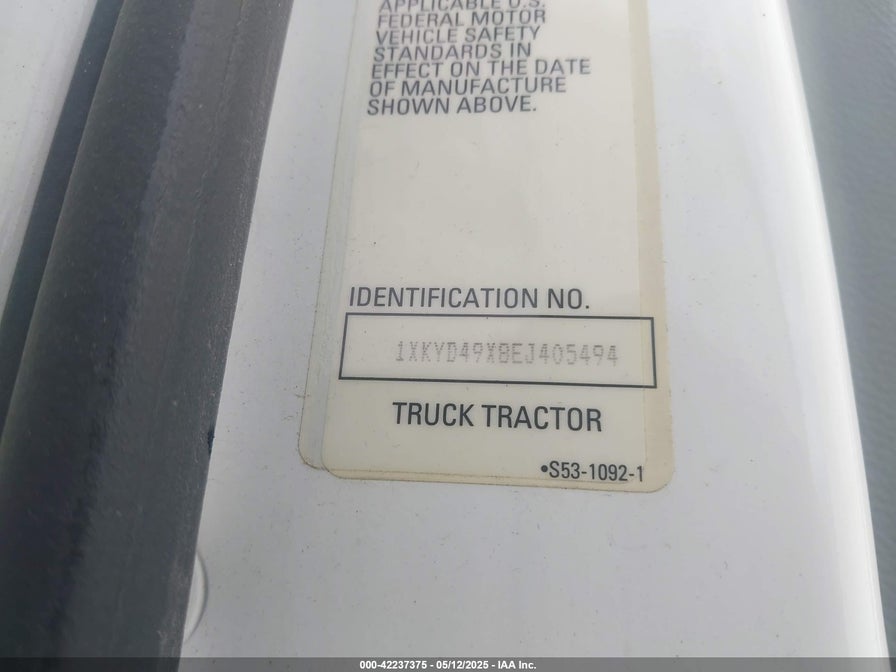 APPLICABLE U.S.
FEDERAL MOTOR
VEHICLE SAFETY
STANDARDS IN
EFFECT ON THE DATE
OF MANUFACTURE
SHOWN ABOVE.
IDENTIFICATION NO.
1XKYD49X8EJ405494
TRUCK TRACTOR
•S53-1092-1
000-42237375 - 05/12/2025 - IAA Inc.